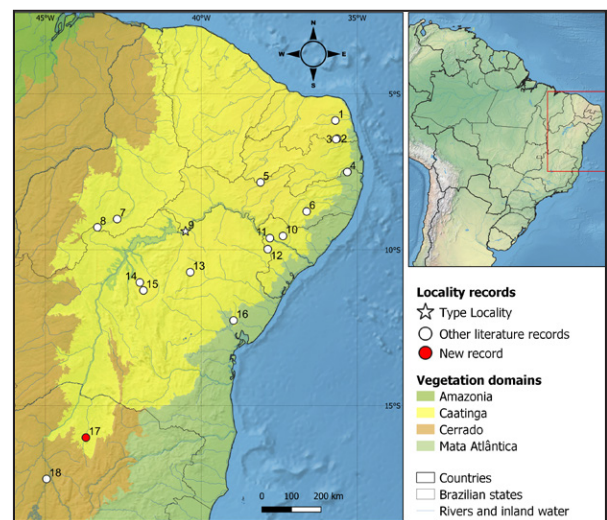 45°W
40°W
35°W
N
W
E
S
5°S
1
3
2
4
5
6
7
8
9
10
11
10°S
12
13
14
15
16
15°S
17
18
0 100 200 km
Locality records
Type Locality
Other literature records
New record
Vegetation domains
Amazonia
Caatinga
Cerrado
Mata Atlântica
Countries
Brazilian states
Rivers and inland water